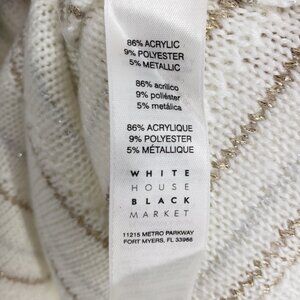 86% ACRYLIC
9% POLYESTER
5% METALLIC
86% acrílico
9% poliéster
5% metálica
86% ACRYLIQUE
9% POLYESTER
5% MÉTALLIQUE
WHITE
HOUSE
BLACK
MARKET
11215 METRO PARKWAY
FORT MYERS, FL 33966